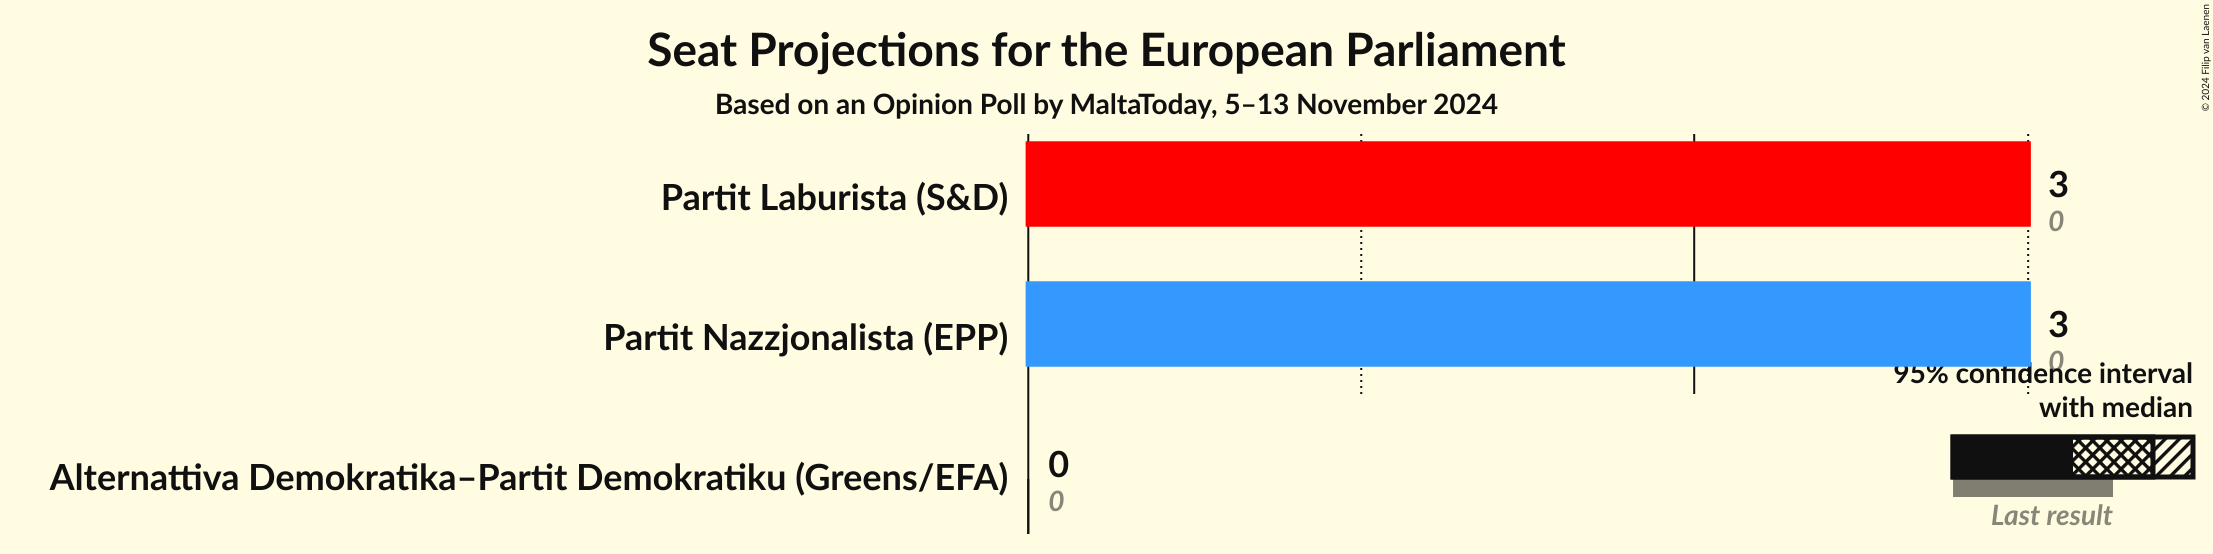 Seat Projections for the European Parliament
Based on an Opinion Poll by MaltaToday, 5–13 November 2024
© 2024 Filip van Laenen
Partit Laburista (S&D)
3
0
Partit Nazzjonalista (EPP)
3
0
95% confidence interval
with median
Alternattiva Demokratika–Partit Demokratiku (Greens/EFA)
0
0
Last result